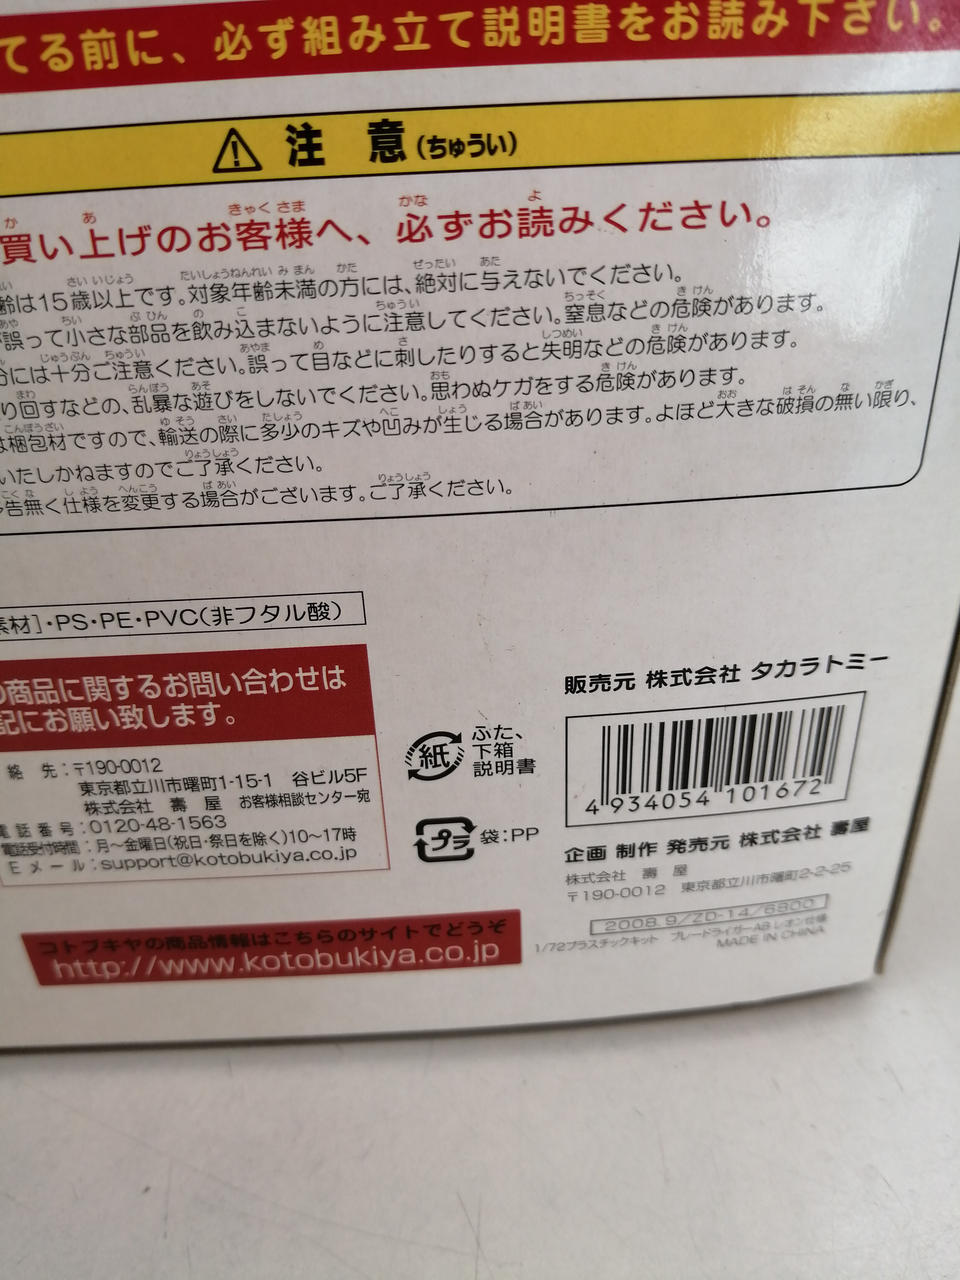 てる前に、必ず組み立て説明書をお読み下さい。
注 意(ちゅうい)
買い上げのお客様へ、必ずお読みください。
齢は15歳以上です。対象年齢未満の方には、絶対に与えないでください。
誤って小さな部品を飲み込まないように注意してください。窒息などの危険があります。
分には十分ご注意ください。誤って目などに刺したりすると失明などの危険があります。
り回すなどの、乱暴な遊びをしないでください。思わぬケガをする危険があります。
は梱包材ですので、輸送の際に多少のキズや凹みが生じる場合があります。よほど大きな破損の無い限り、
いたしかねますのでご了承ください。
告無く仕様を変更する場合がございます。ご了承ください。
素材]・PS・PE・PVC(非フタル酸)
の商品に関するお問い合わせは
記にお願い致します。
絡 先:〒190-0012
東京都立川市曙町1-15-1 谷ビル5F
株式会社 壽 屋 お客様相談センター宛
電話番号:0120-48-1563
電話受付時間:月〜金曜日(祝日・祭日を除く)10〜17時
Eメール:support@kotobukiya.co.jp
コトブキヤの商品情報はこちらのサイトでどうぞ
http://www.kotobukiya.co.jp
紙
ふた、
下箱
説明書
プラ
袋:PP
販売元 株式会社 タカラトミー
4 934054 101672
企画 制作 発売元 株式会社 壽屋
株式会社 壽 屋
〒190-0012 東京都立川市曙町2-2-25
2008.9/ZD-14/6800
1/72プラスチックキット ブレードライガーAB レオン仕様
MADE IN CHINA